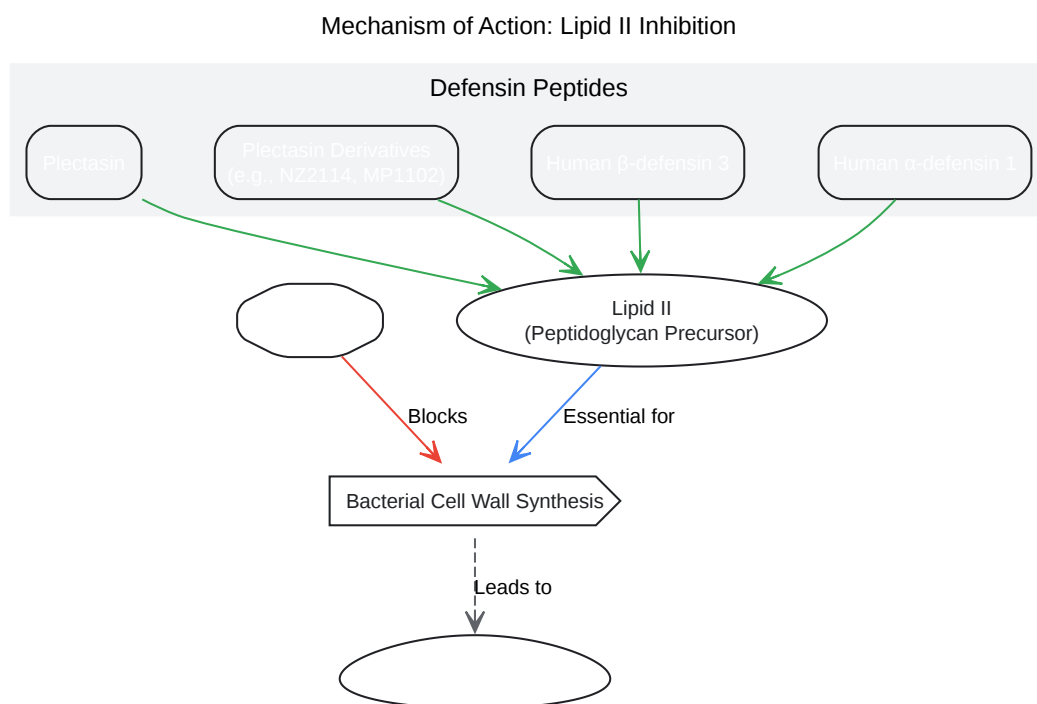 Mechanism of Action: Lipid II Inhibition
Defensin Peptides
Plectasin
Plectasin Derivatives
(e.g., NZ2114, MP1102)
Human β-defensin 3
Human α-defensin 1
Lipid II
(Peptidoglycan Precursor)
Blocks
Essential for
Bacterial Cell Wall Synthesis
Leads to